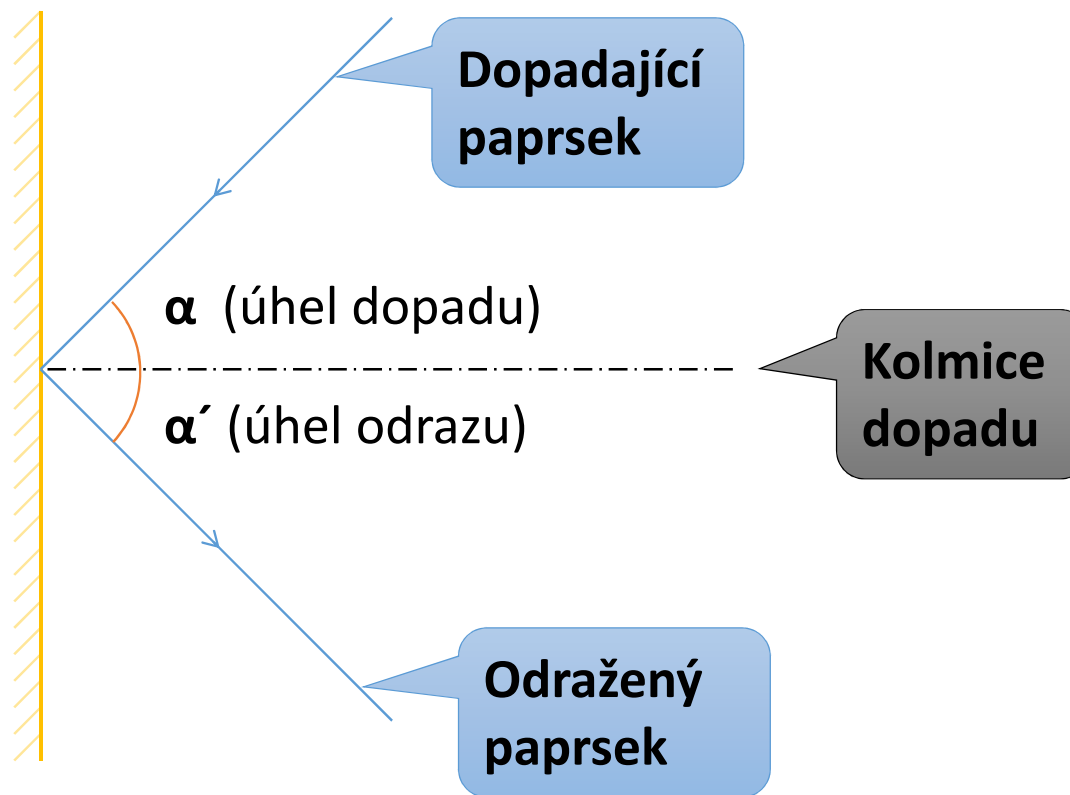 Dopadající
paprsek
α (úhel dopadu)
Kolmice
dopadu
α´ (úhel odrazu)
Odražený
paprsek